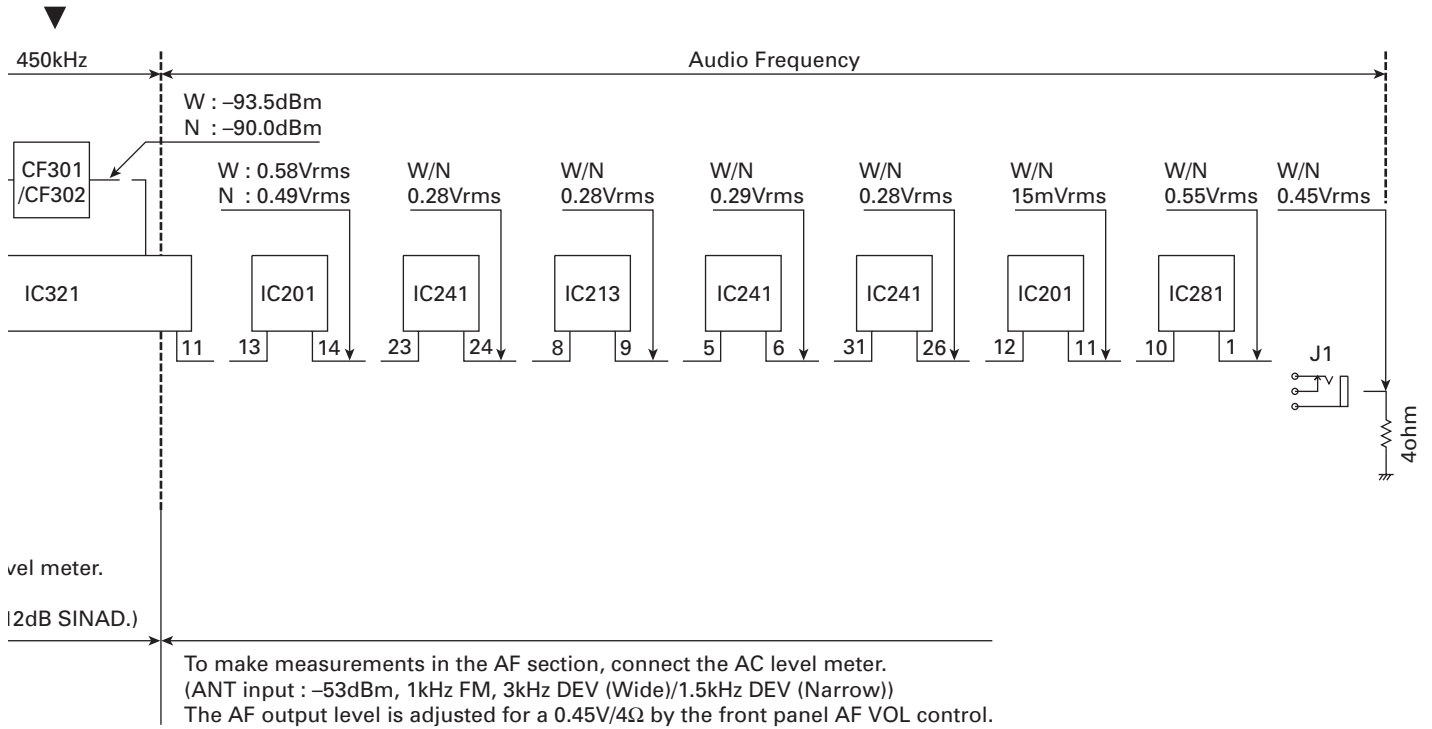 450kHz
Audio Frequency
W : –93.5dBm
N : –90.0dBm
CF301
/CF302
W : 0.58Vrms
N : 0.49Vrms
W/N
0.28Vrms
W/N
0.28Vrms
W/N
0.29Vrms
W/N
0.28Vrms
W/N
15mVrms
W/N
0.55Vrms
W/N
0.45Vrms
IC321
IC201
IC241
IC213
IC241
IC241
IC201
IC281
11
13
14
23
24
8
9
5
6
31
26
12
11
10
1
J1
4ohm
vel meter.
12dB SINAD.)
To make measurements in the AF section, connect the AC level meter.
(ANT input : –53dBm, 1kHz FM, 3kHz DEV (Wide)/1.5kHz DEV (Narrow))
The AF output level is adjusted for a 0.45V/4Ω by the front panel AF VOL control.